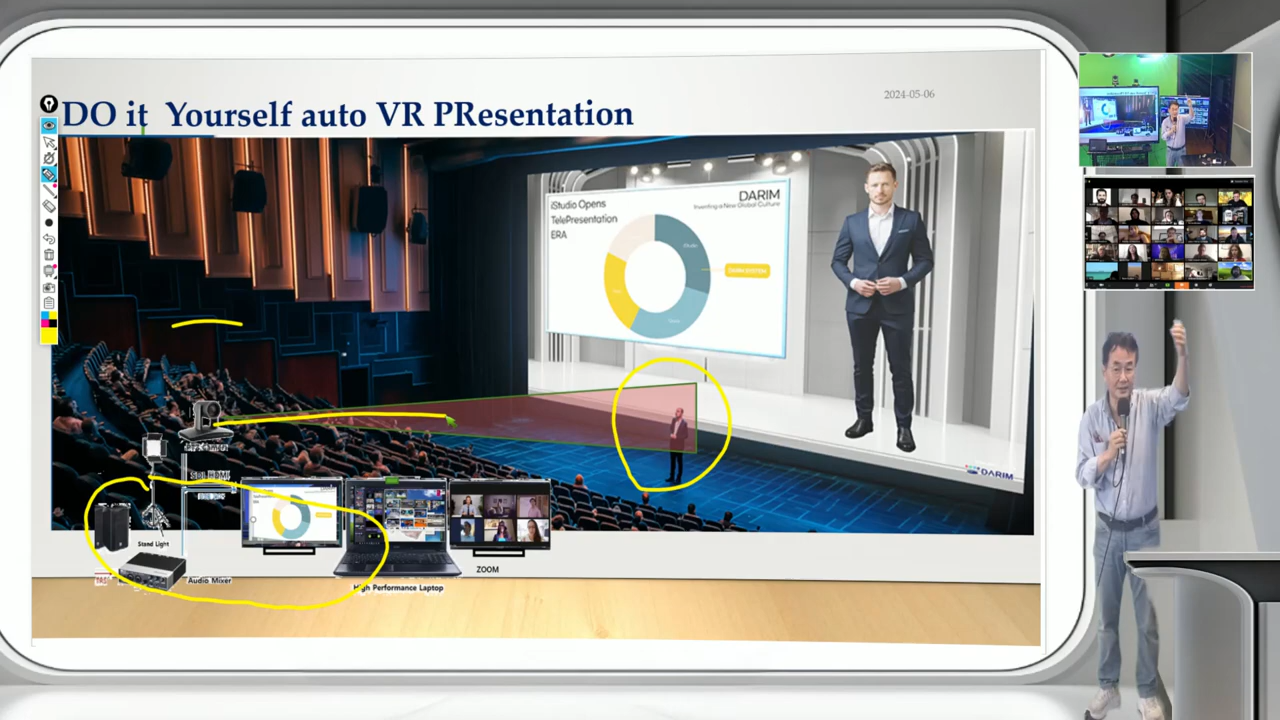 DO it Yourself auto VR PResentation
2024-05-06
iStudio Opens
TelePresentation
ERA
DARIM
Inventing a New Global Culture
DARIM
Stand Light
Audio Mixer
High Performance Laptop
ZOOM